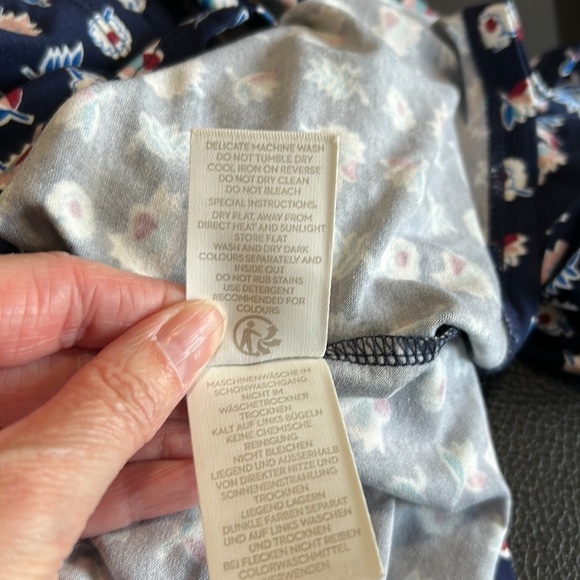 DELICATE MACHINE WASH
DO NOT TUMBLE DRY
COOL IRON ON REVERSE
DO NOT DRY CLEAN
DO NOT BLEACH
SPECIAL INSTRUCTIONS:
DRY FLAT, AWAY FROM
DIRECT HEAT AND SUNLIGHT
STORE FLAT
WASH AND DRY DARK
COLOURS SEPARATELY AND
INSIDE OUT
DO NOT RUB STAINS
USE DETERGENT
RECOMMENDED FOR
COLOURS
MASCHINENWÄSCHE IM
SCHONWASCHGANG
NICHT IM
WÄSCHETROCKNER
TROCKNEN
KALT AUF LINKS BÜGELN
KEINE CHEMISCHE
REINIGUNG
NICHT BLEICHEN
LIEGEND UND AUSSERHALB
VON DIREKTER HITZE UND
SONNENEINSTRAHLUNG
TROCKNEN
LIEGEND LAGERN
DUNKLE FARBEN SEPARAT
UND AUF LINKS WASCHEN
UND TROCKNEN
BEI FLECKEN NICHT REIBEN
COLORWASCHMITTEL
VERWENDEN